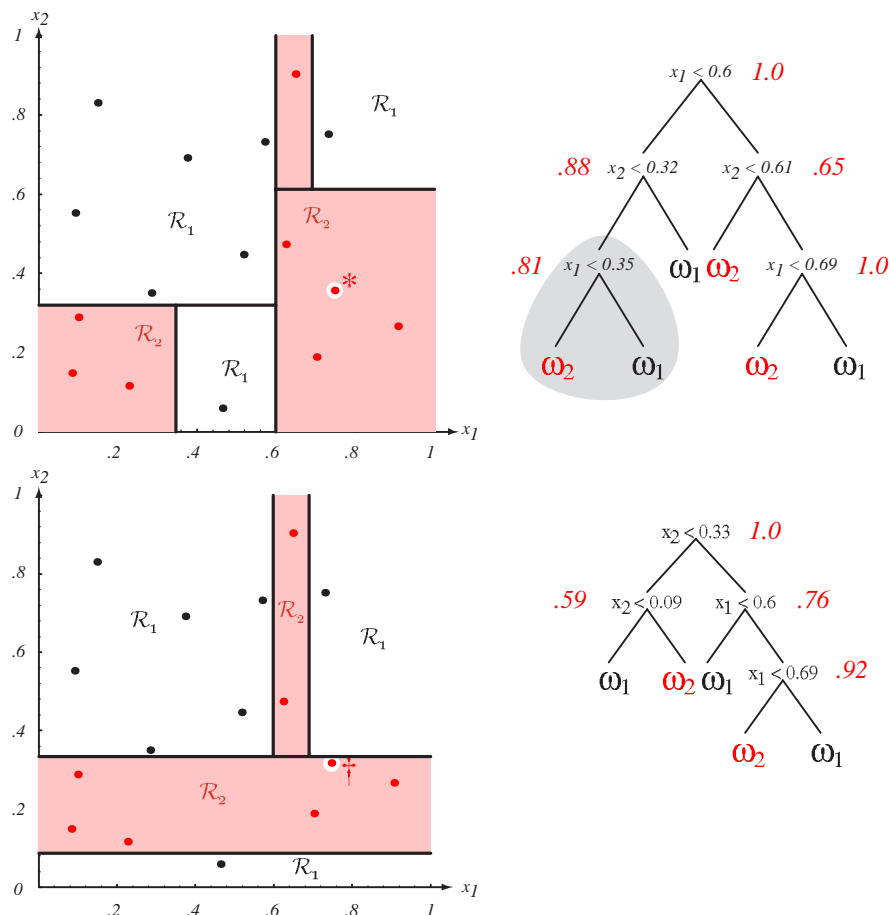 x2
1
.8
.6
.4
.2
0
.2
.4
.6
.8
1
x1
R1
R1
R2
*
R2
R1
x1 < 0.6 1.0
.88 x2 < 0.32 x2 < 0.61 .65
.81 x1 < 0.35 ω1 ω2 x1 < 0.69 1.0
ω2 ω1 ω2 ω1
x2
1
.8
.6
.4
.2
0
.2
.4
.6
.8
1
x1
R1
R2
R1
†
R2
R1
x2 < 0.33 1.0
.59 x2 < 0.09 x1 < 0.6 .76
ω1 ω2 ω1 x1 < 0.69 .92
ω2 ω1